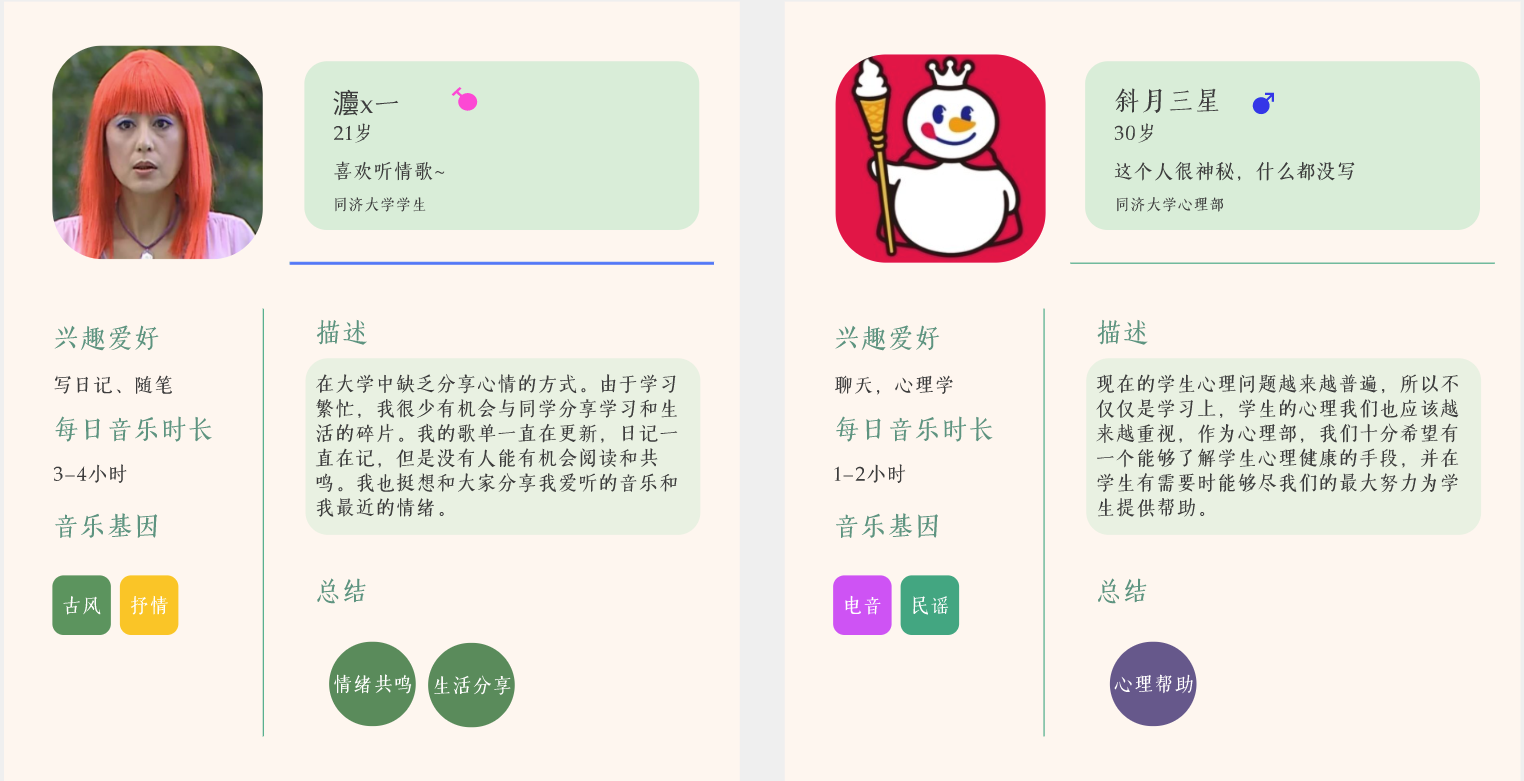 灋x一
21岁
喜欢听情歌~
同济大学学生
兴趣爱好
写日记、随笔
每日音乐时长
3-4小时
音乐基因
古风
抒情
描述
在大学中缺乏分享心情的方式。由于学习
繁忙，我很少有机会与同学分享学习和生
活的碎片。我的歌单一直在更新，日记一
直在记，但是没有人能有机会阅读和共
鸣。我也挺想和大家分享我爱听的音乐和
我最近的情绪。
总结
情绪共鸣
生活分享
斜月三星
30岁
这个人很神秘，什么都没写
同济大学心理部
兴趣爱好
聊天，心理学
每日音乐时长
1-2小时
音乐基因
电音
民谣
描述
现在的学生心理问题越来越普遍，所以不
仅仅是学习上，学生的心理我们也应该越
来越重视，作为心理部，我们十分希望有
一个能够了解学生心理健康的手段，并在
学生有需要时能够尽我们的最大努力为学
生提供帮助。
总结
心理帮助